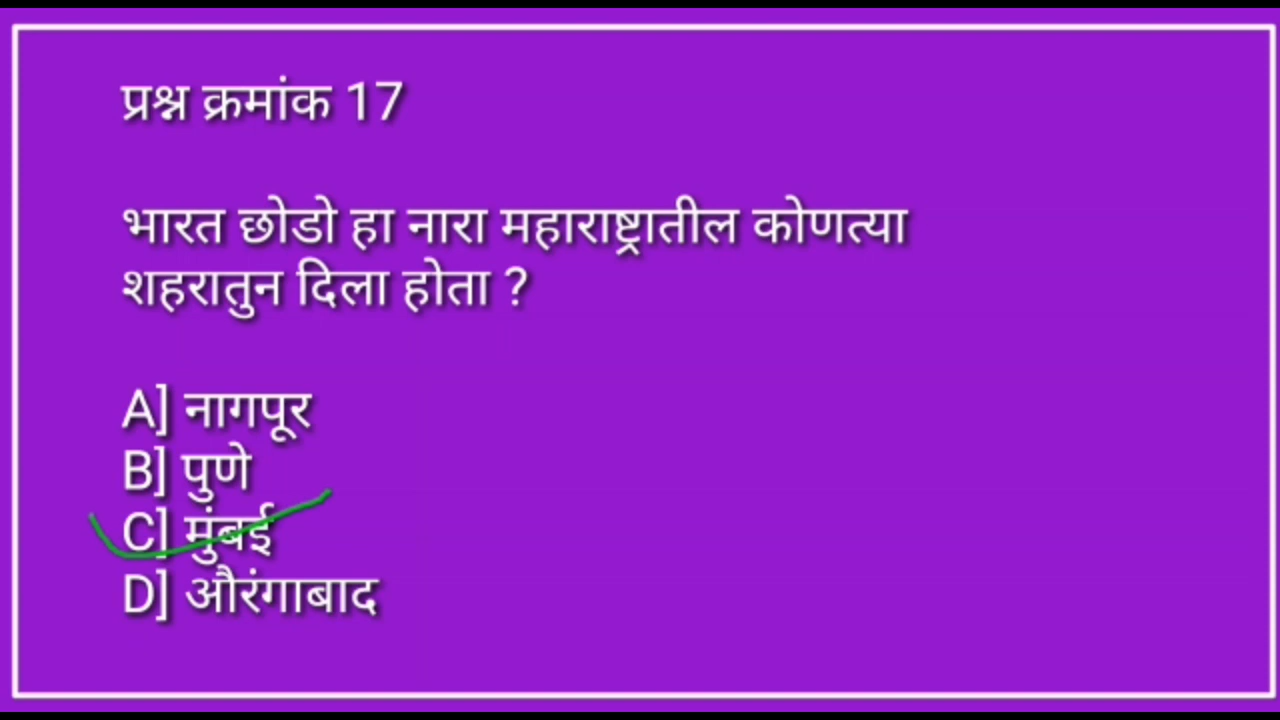 प्रश्न क्रमांक 17
भारत छोडो हा नारा महाराष्ट्रातील कोणत्या
शहरातुन दिला होता ?
A] नागपूर
B] पुणे
C] मुंबई
D] औरंगाबाद